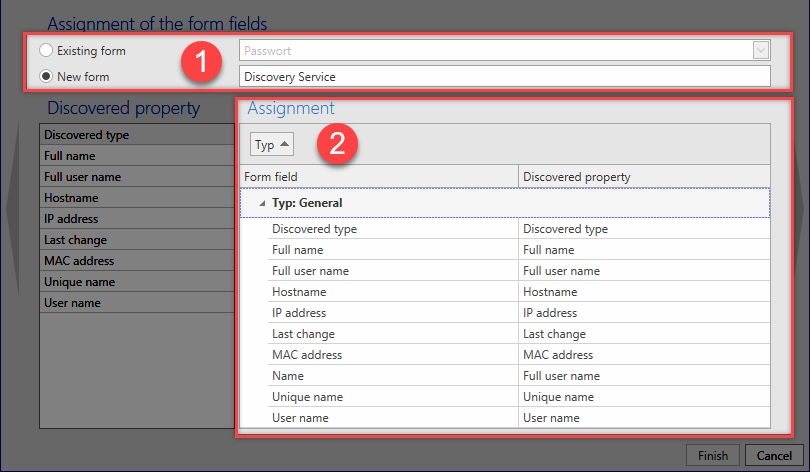 Assignment of the form fields
Existing form Passwort
1
New form Discovery Service
Discovered property
Discovered type
Full name
Full user name
Hostname
IP address
Last change
MAC address
Unique name
User name
Assignment
Typ
2
Form field Discovered property
Typ: General
Discovered type Discovered type
Full name Full name
Full user name Full user name
Hostname Hostname
IP address IP address
Last change Last change
MAC address MAC address
Name Full user name
Unique name Unique name
User name User name
Finish Cancel